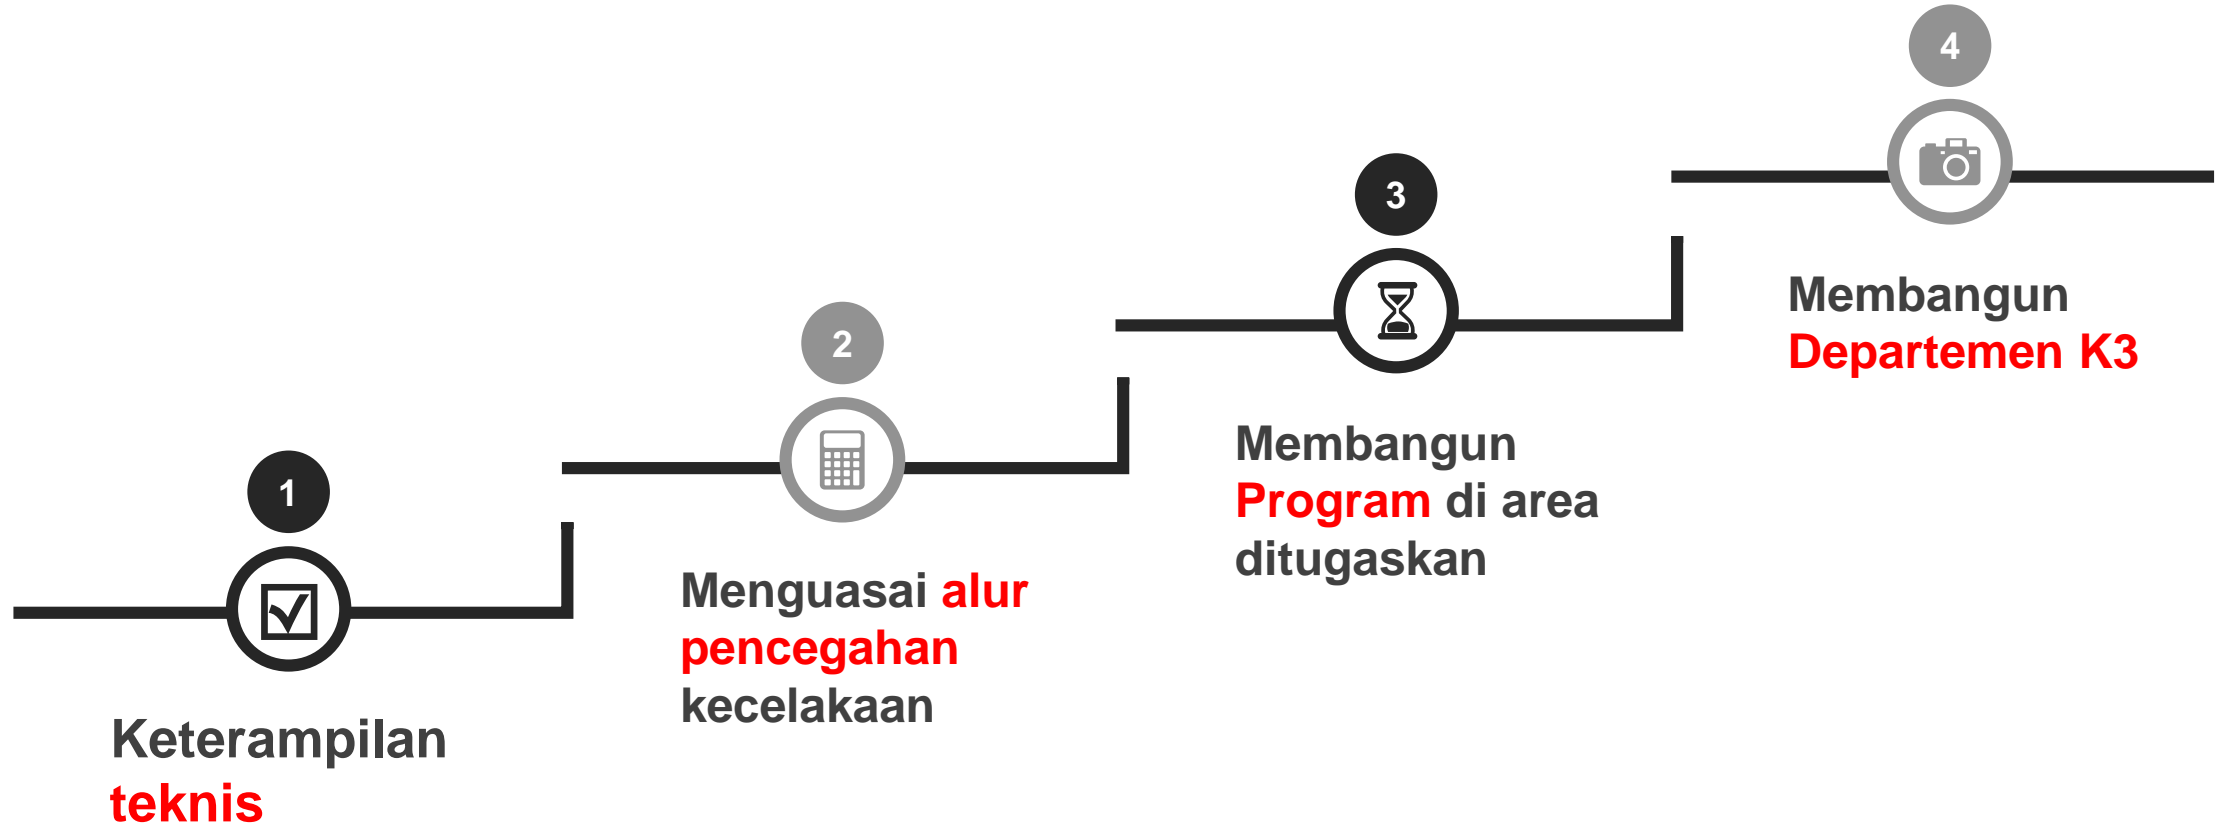 1
Keterampilan
teknis
2
Menguasai alur
pencegahan
kecelakaan
3
Membangun
Program di area
ditugaskan
4
Membangun
Departemen K3